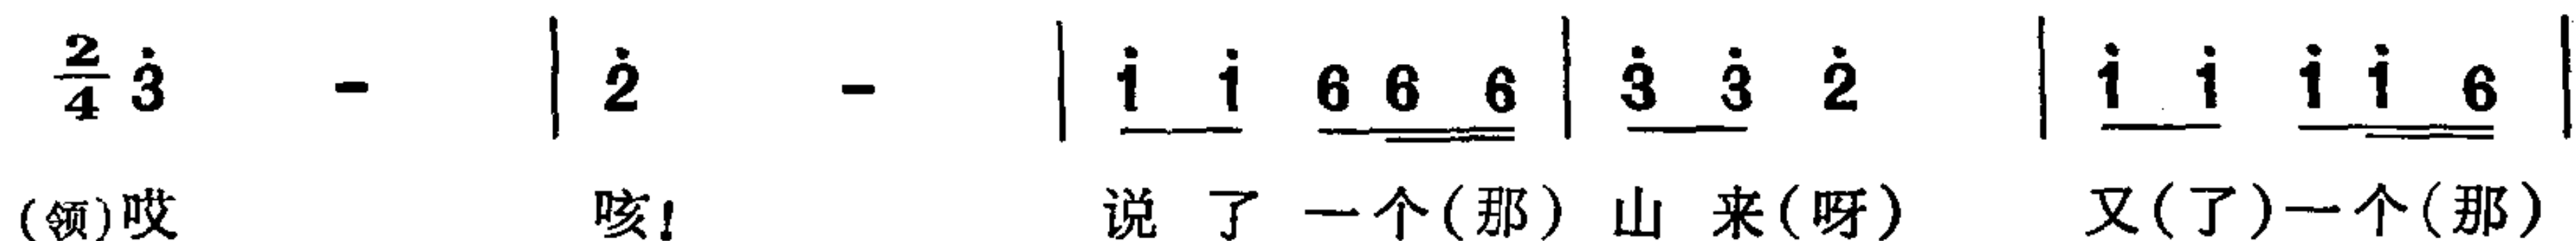 2/4 3̇ - | 2̇ - | 1̇ 1̇ 6 6 6 | 3̇ 3̇ 2̇ | 1̇ 1̇ 1̇ 1̇ 6 |
(领)哎 咳! 说 了 一个(那) 山 来(呀) 又(了)一个(那)